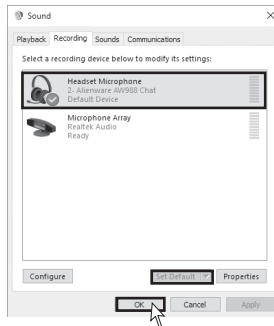 Sound
Playback Recording Sounds Communications
Select a recording device below to modify its settings:
Headset Microphone
2- Alienware AW988 Chat
Default Device
Microphone Array
Realtek Audio
Ready
Configure Set Default Properties
OK Cancel Apply